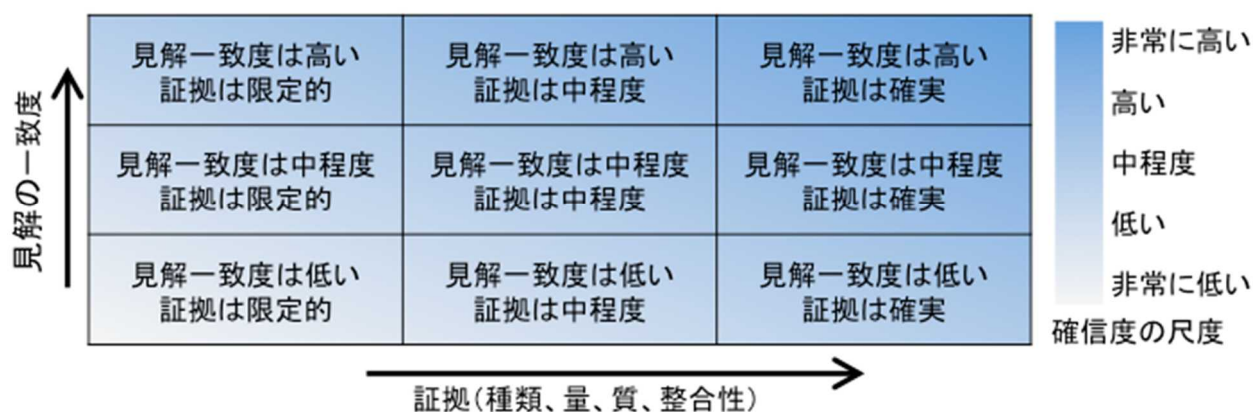 見解の一致度
見解一致度は高い
証拠は限定的
見解一致度は高い
証拠は中程度
見解一致度は高い
証拠は確実
見解一致度は中程度
証拠は限定的
見解一致度は中程度
証拠は中程度
見解一致度は中程度
証拠は確実
見解一致度は低い
証拠は限定的
見解一致度は低い
証拠は中程度
見解一致度は低い
証拠は確実
証拠(種類、量、質、整合性)
非常に高い
高い
中程度
低い
非常に低い
確信度の尺度